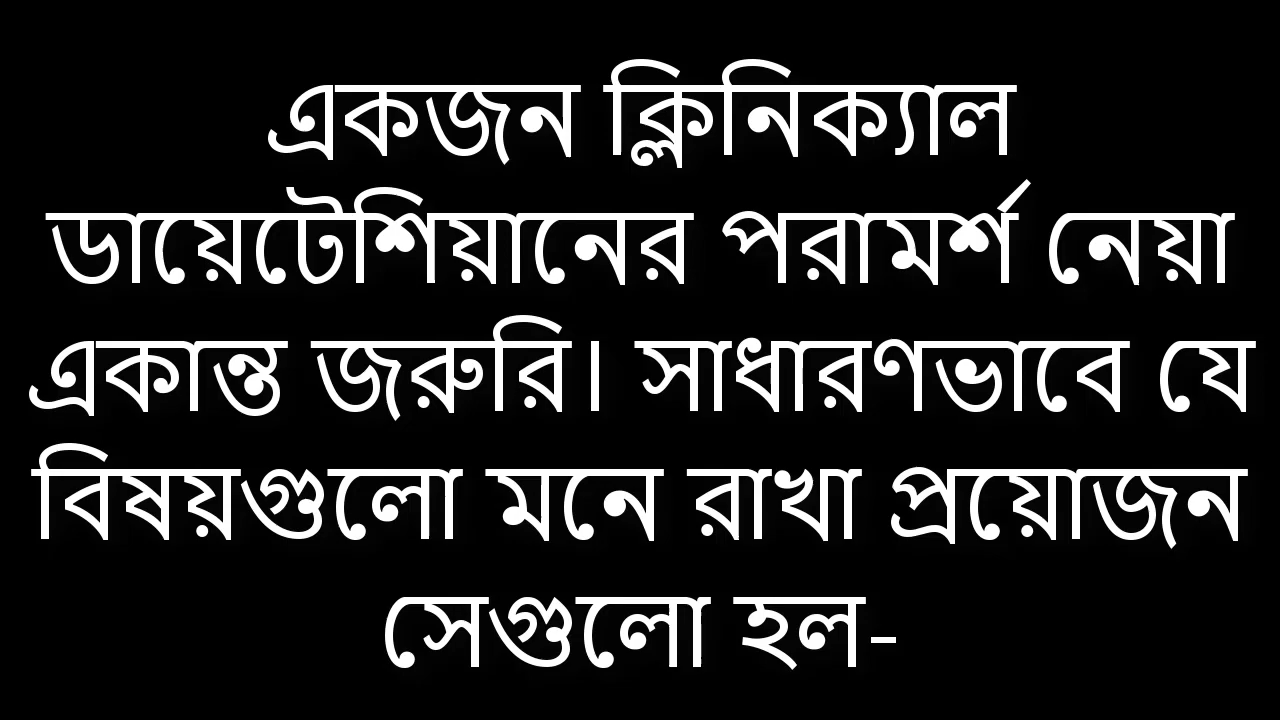 একজন ক্লিনিক্যাল
ডায়েটেশিয়ানের পরামর্শ নেয়া
একান্ত জরুরি। সাধারণভাবে যে
বিষয়গুলো মনে রাখা প্রয়োজন
সেগুলো হল-